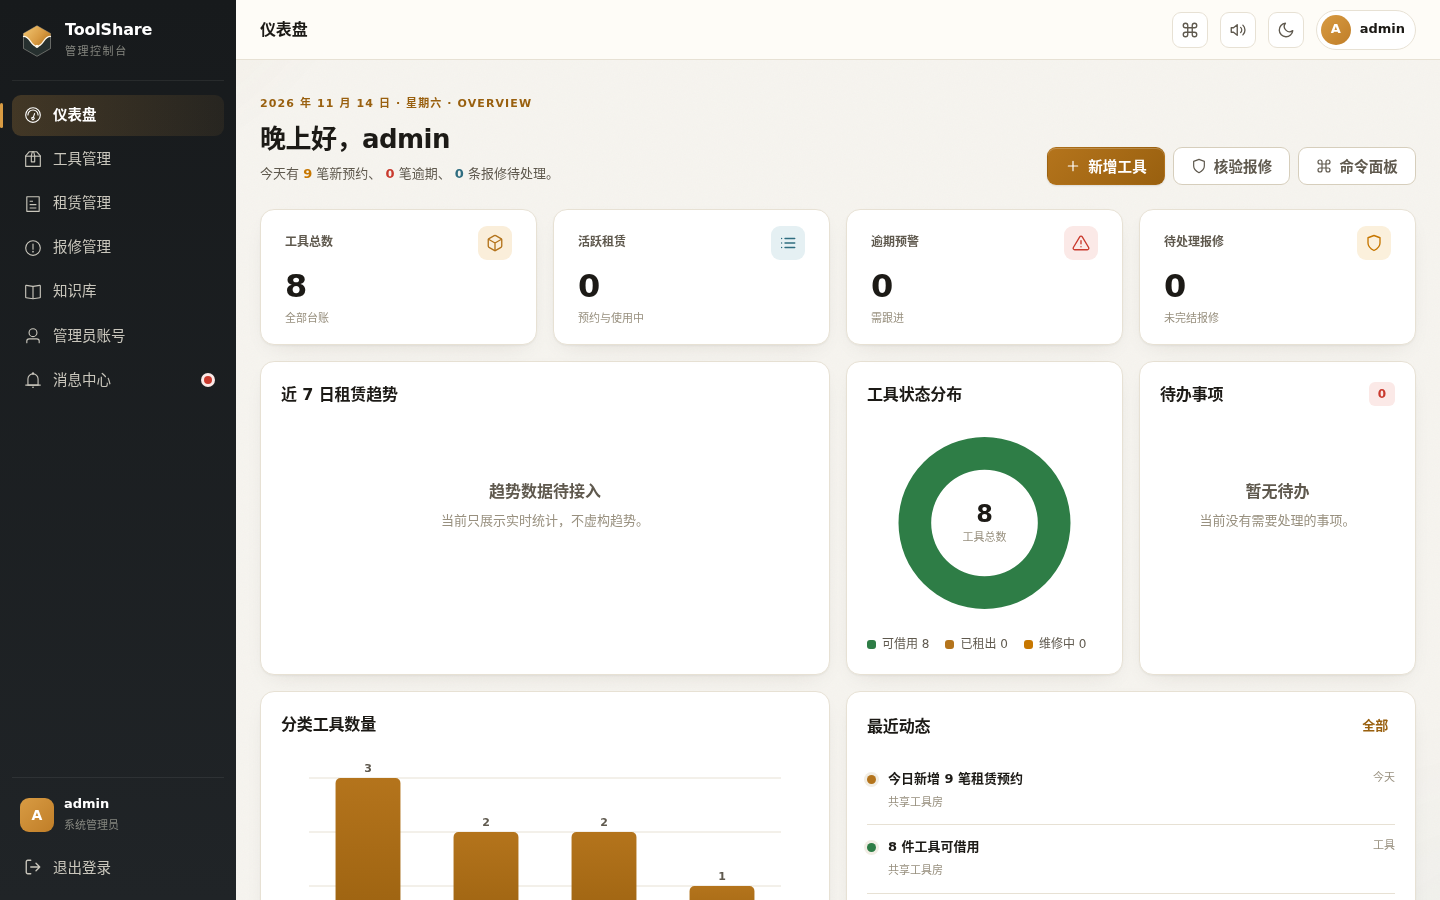 ToolShare
管理控制台
仪表盘
工具管理
租赁管理
报修管理
知识库
管理员账号
消息中心
A
admin
系统管理员
退出登录
仪表盘
A
admin
2026 年 11 月 14 日 · 星期六 · OVERVIEW
晚上好，admin
今天有 9 笔新预约、 0 笔逾期、 0 条报修待处理。
新增工具
核验报修
命令面板
工具总数
8
全部台账
活跃租赁
0
预约与使用中
逾期预警
0
需跟进
待处理报修
0
未完结报修
近 7 日租赁趋势
趋势数据待接入
当前只展示实时统计，不虚构趋势。
工具状态分布
8
工具总数
可借用 8
已租出 0
维修中 0
待办事项
0
暂无待办
当前没有需要处理的事项。
分类工具数量
3
2
2
1
最近动态
全部
今日新增 9 笔租赁预约
今天
共享工具房
8 件工具可借用
工具
共享工具房